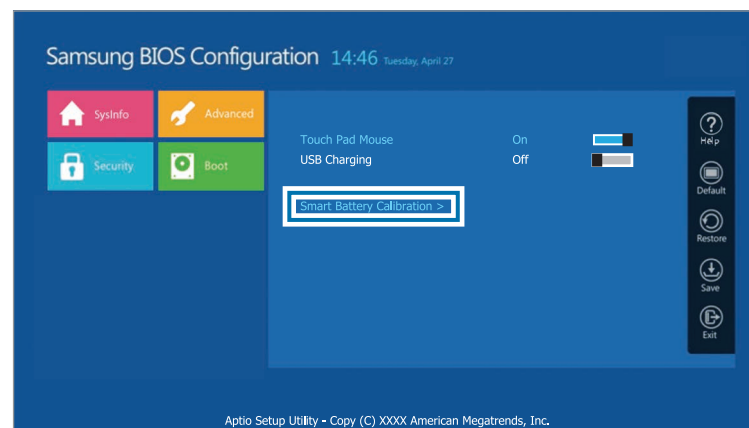 Samsung BIOS Configuration 14:46 Tuesday, April 27
SysInfo
Advanced
Security
Boot
Touch Pad Mouse On
USB Charging Off
Smart Battery Calibration >
Help
Default
Restore
Save
Exit
Aptio Setup Utility - Copy (C) XXXX American Megatrends, Inc.